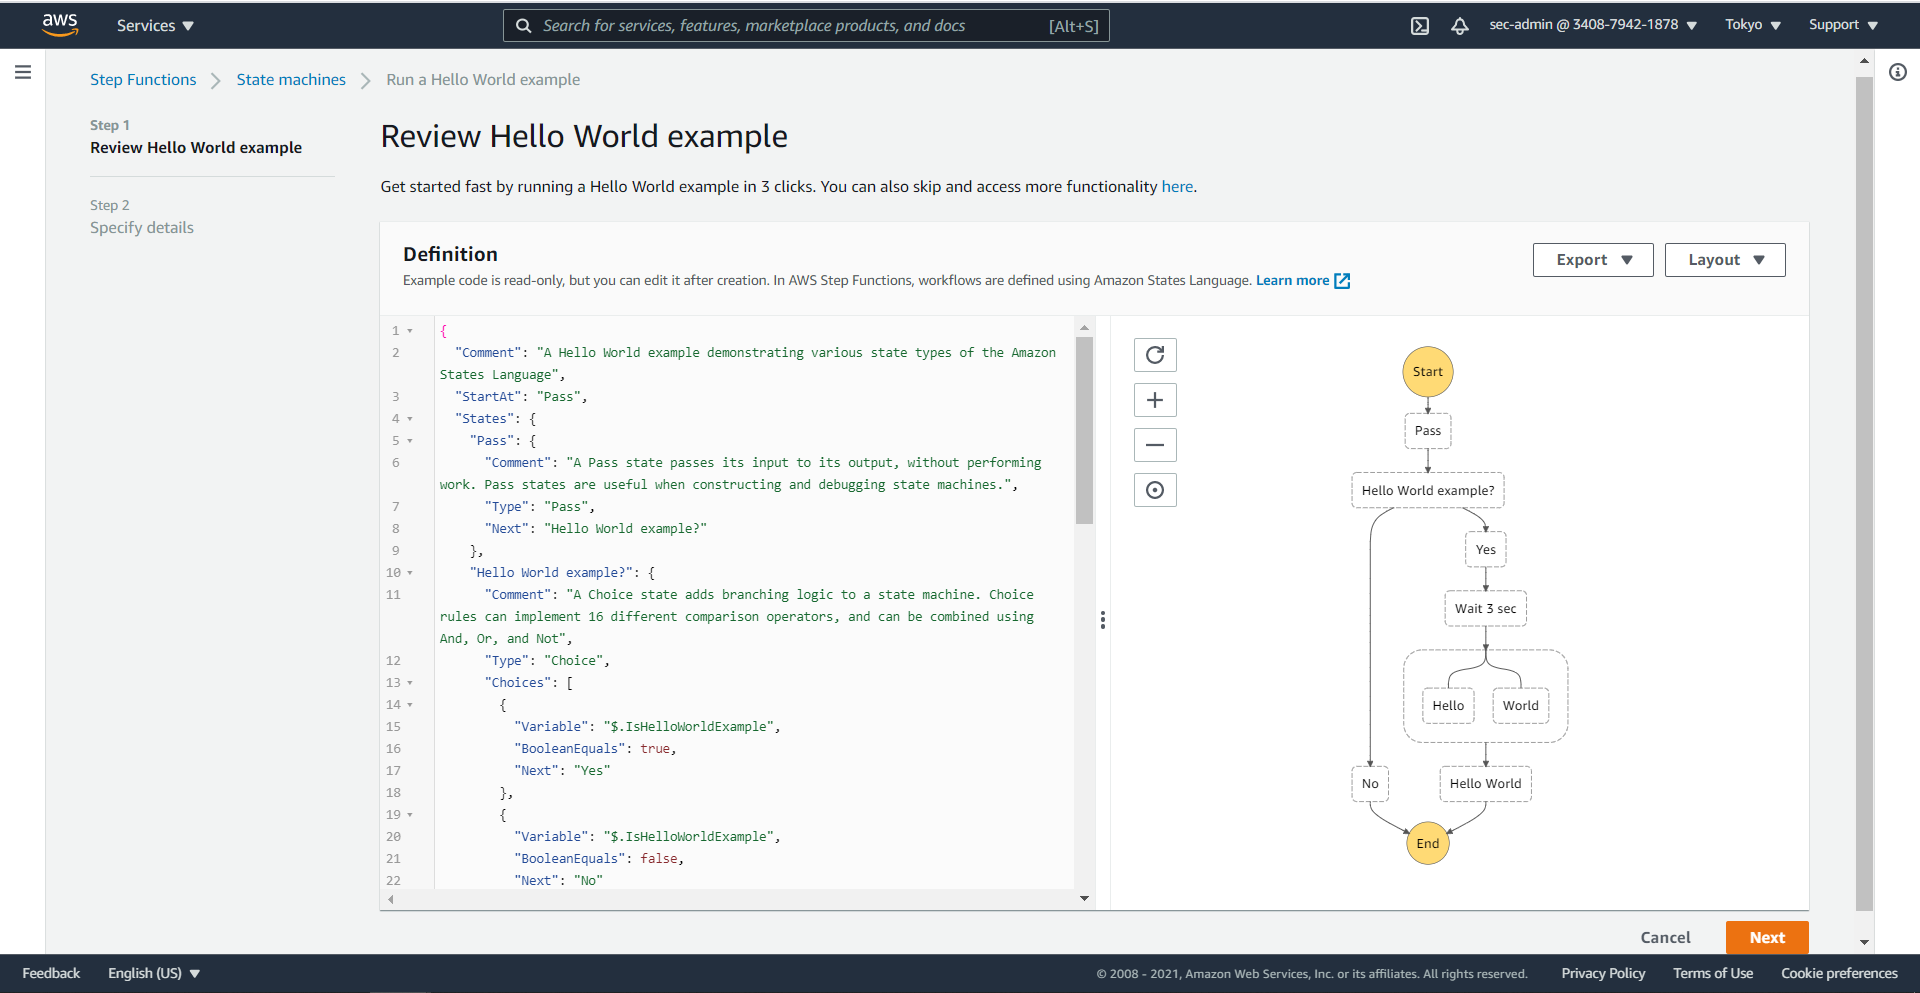 aws
Services
Search for services, features, marketplace products, and docs [Alt+S]
sec-admin @ 3408-7942-1878
Tokyo
Support
Step Functions
State machines
Run a Hello World example
Step 1
Review Hello World example
Step 2
Specify details
Review Hello World example
Get started fast by running a Hello World example in 3 clicks. You can also skip and access more functionality here.
Definition
Example code is read-only, but you can edit it after creation. In AWS Step Functions, workflows are defined using Amazon States Language. Learn more
Export
Layout
1 {
2 "Comment": "A Hello World example demonstrating various state types of the Amazon
States Language",
3 "StartAt": "Pass",
4 "States": {
5 "Pass": {
6 "Comment": "A Pass state passes its input to its output, without performing
work. Pass states are useful when constructing and debugging state machines.",
7 "Type": "Pass",
8 "Next": "Hello World example?"
9 },
10 "Hello World example?": {
11 "Comment": "A Choice state adds branching logic to a state machine. Choice
rules can implement 16 different comparison operators, and can be combined using
And, Or, and Not",
12 "Type": "Choice",
13 "Choices": [
14 {
15 "Variable": "$.IsHelloWorldExample",
16 "BooleanEquals": true,
17 "Next": "Yes"
18 },
19 {
20 "Variable": "$.IsHelloWorldExample",
21 "BooleanEquals": false,
22 "Next": "No"
Start
Pass
Hello World example?
Yes
Wait 3 sec
Hello
World
No
Hello World
End
Cancel
Next
Feedback
English (US)
© 2008 - 2021, Amazon Web Services, Inc. or its affiliates. All rights reserved.
Privacy Policy
Terms of Use
Cookie preferences